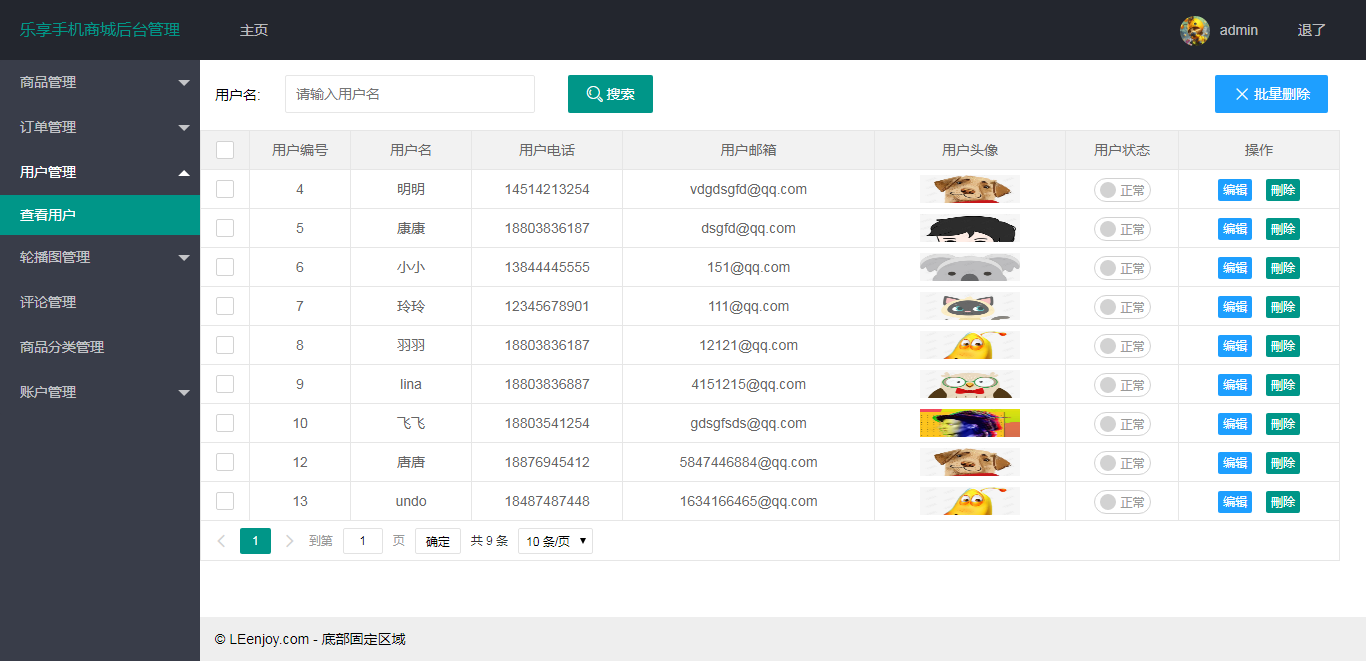 乐享手机商城后台管理 主页 admin 退了
商品管理
订单管理
用户管理
查看用户
轮播图管理
评论管理
商品分类管理
账户管理
用户名: 请输入用户名 搜索 批量删除
用户编号 用户名 用户电话 用户邮箱 用户头像 用户状态 操作
4 明明 14514213254 vdgdsgfd@qq.com 正常 编辑 刪除
5 康康 18803836187 dsgfd@qq.com 正常 编辑 刪除
6 小小 13844445555 151@qq.com 正常 编辑 刪除
7 玲玲 12345678901 111@qq.com 正常 编辑 刪除
8 羽羽 18803836187 12121@qq.com 正常 编辑 刪除
9 lina 18803836887 4151215@qq.com 正常 编辑 刪除
10 飞飞 18803541254 gdsgfsds@qq.com 正常 编辑 刪除
12 唐唐 18876945412 5847446884@qq.com 正常 编辑 刪除
13 undo 18487487448 1634166465@qq.com 正常 编辑 刪除
1 到第 1 页 确定 共 9 条 10 条/页
© LEenjoy.com - 底部固定区域